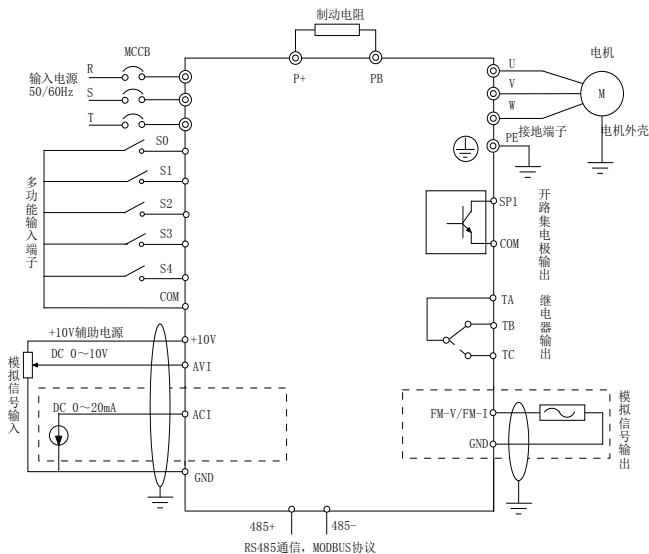 制动电阻
P+
PB
MCCB
输入电源
50/60Hz
R
S
T
S0
S1
S2
S3
S4
COM
多功能输入端子
+10V辅助电源
DC 0～10V
模拟信号输入
DC 0～20mA
+10V
AVI
ACI
GND
电机
U
V
W
M
PE
接地端子
电机外壳
SP1
COM
开路集电极输出
TA
TB
TC
继电器输出
FM-V/FM-I
GND
模拟信号输出
485+
485-
RS485通信，MODBUS协议